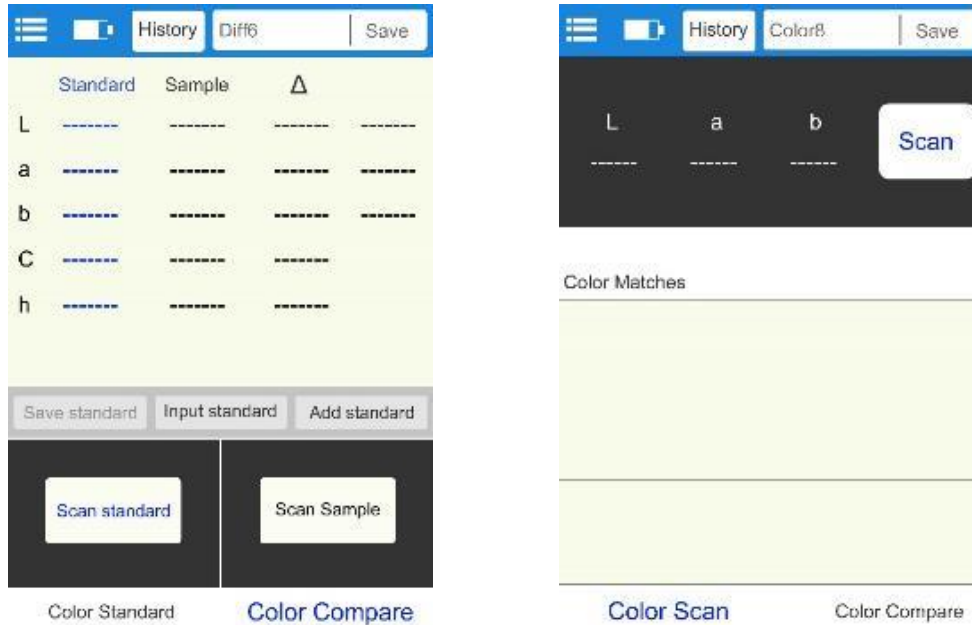 History Diff6 Save
Standard Sample Δ
L ------- ------- ------- -------
a ------- ------- ------- -------
b ------- ------- ------- -------
C ------- ------- -------
h ------- ------- -------
Save standard Input standard Add standard
Scan standard Scan Sample
Color Standard Color Compare
History Color8 Save
L a b
Scan
------ ------ ------
Color Matches
Color Scan Color Compare